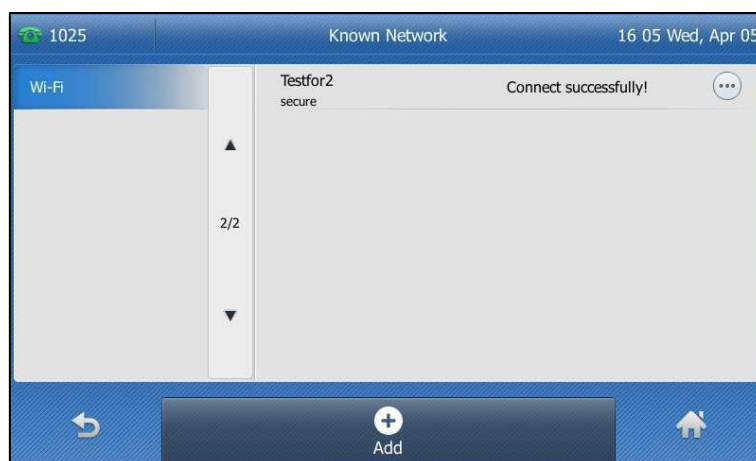 1025
Known Network
16 05 Wed, Apr 05
Wi-Fi
Testfor2
Connect successfully!
secure
2/2
Add